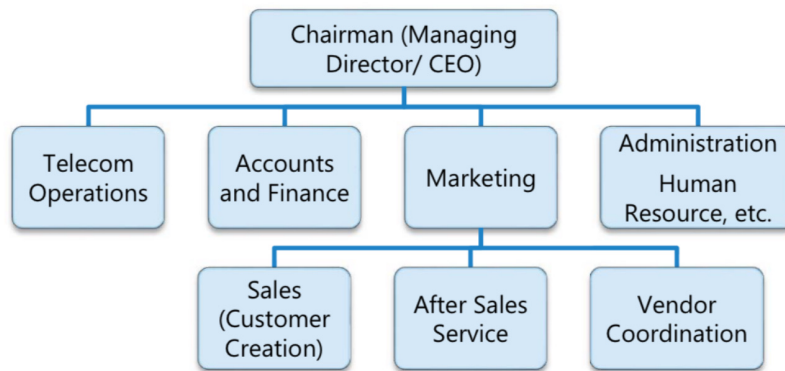 Chairman (Managing
Director/ CEO)
Telecom
Operations
Accounts
and Finance
Marketing
Administration
Human
Resource, etc.
Sales
(Customer
Creation)
After Sales
Service
Vendor
Coordination